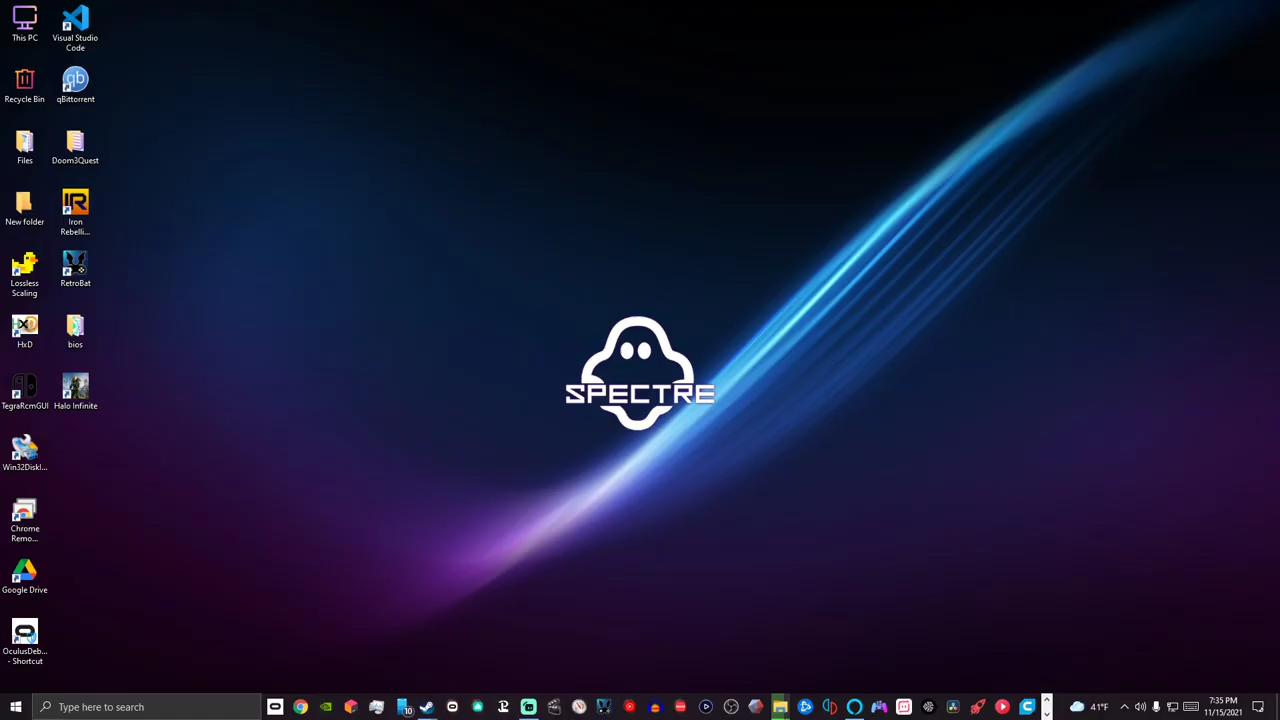 This PC
Visual Studio
Code
Recycle Bin
qBittorrent
Files
Doom3Quest
New folder
Iron
Rebelli...
Lossless
Scaling
RetroBat
HxD
bios
TegraRcmGUI
Halo Infinite
Win32DiskI...
Chrome
Remo...
Google Drive
OculusDeb...
- Shortcut
SPECTRE
Type here to search
10
41°F
7:35 PM
11/15/2021